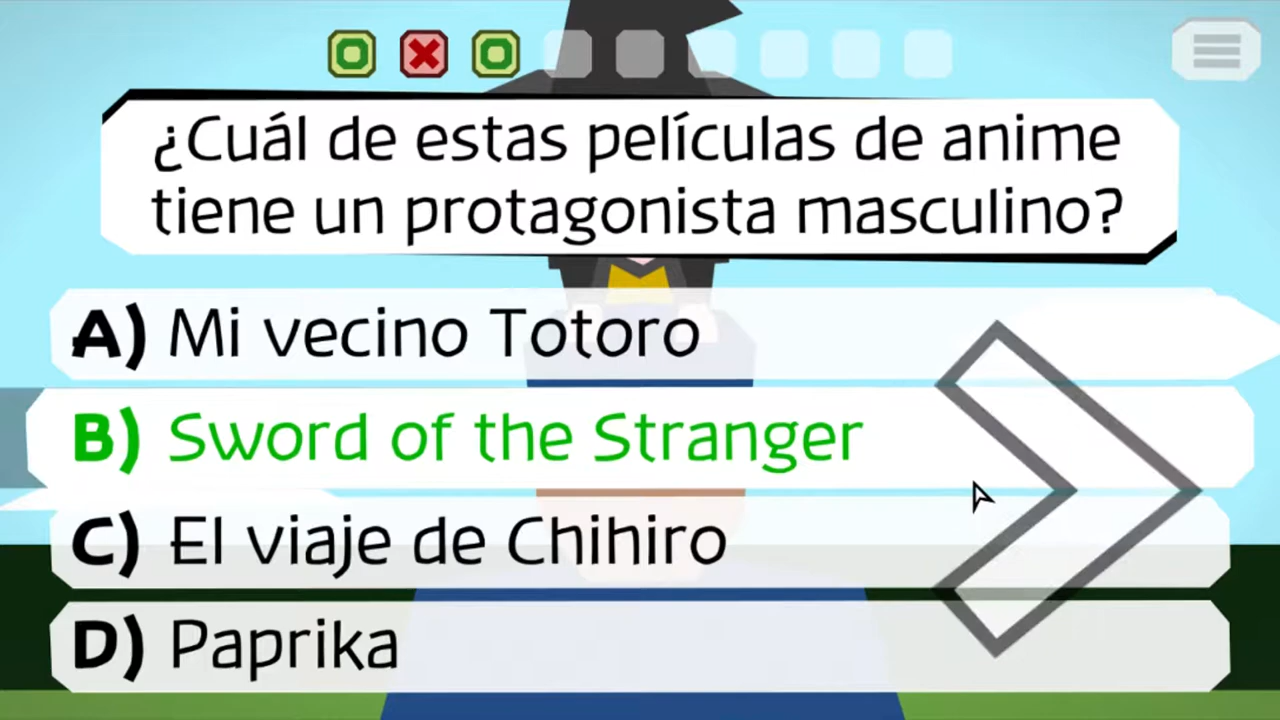 ¿Cuál de estas películas de anime
tiene un protagonista masculino?
A) Mi vecino Totoro
B) Sword of the Stranger
C) El viaje de Chihiro
D) Paprika